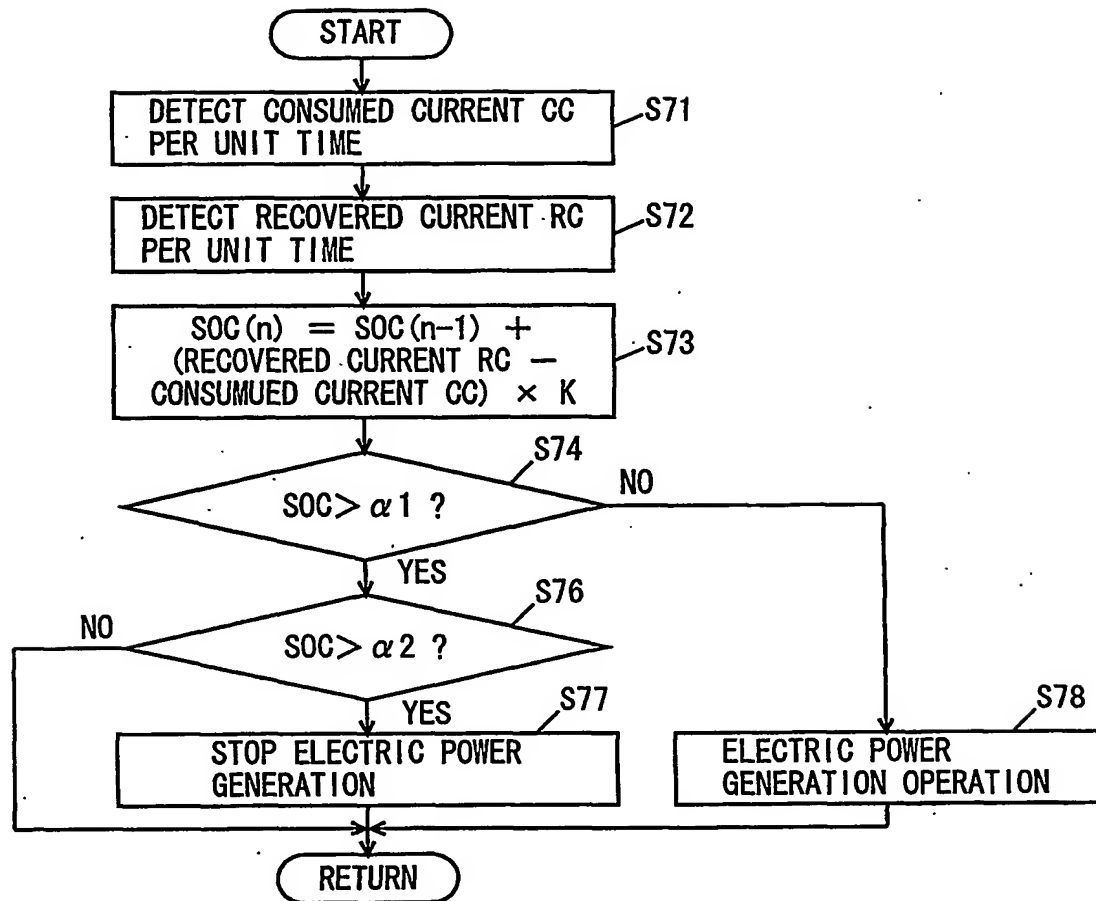 START
DETECT CONSUMED CURRENT CC
PER UNIT TIME
S71
DETECT RECOVERED CURRENT RC
PER UNIT TIME
S72
SOC(n) = SOC(n-1) +
(RECOVERED CURRENT RC −
CONSUMUED CURRENT CC) × K
S73
S74
SOC> α1 ?
NO
YES
S76
NO
SOC> α2 ?
YES
S77
S78
STOP ELECTRIC POWER
GENERATION
ELECTRIC POWER
GENERATION OPERATION
RETURN